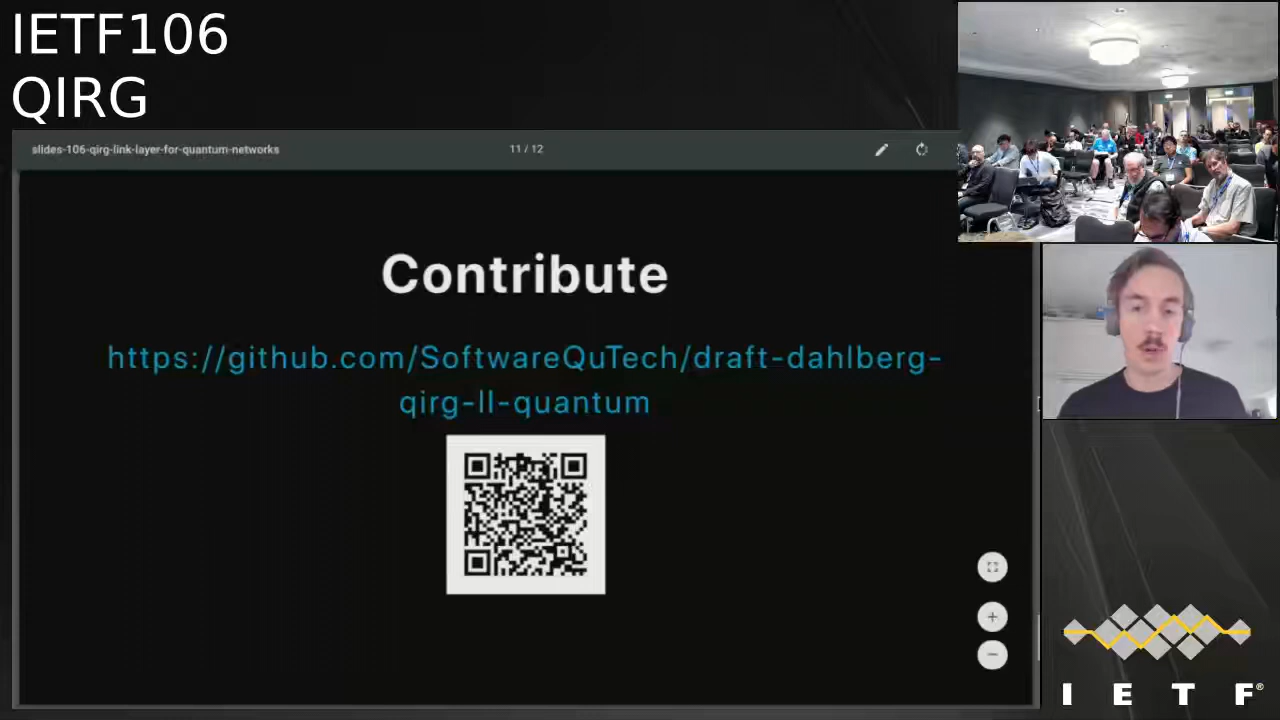 IETF106
QIRG
slides-106-qirg-link-layer-for-quantum-networks
11 / 12
Contribute
https://github.com/SoftwareQuTech/draft-dahlberg-
qirg-ll-quantum
I E T F®